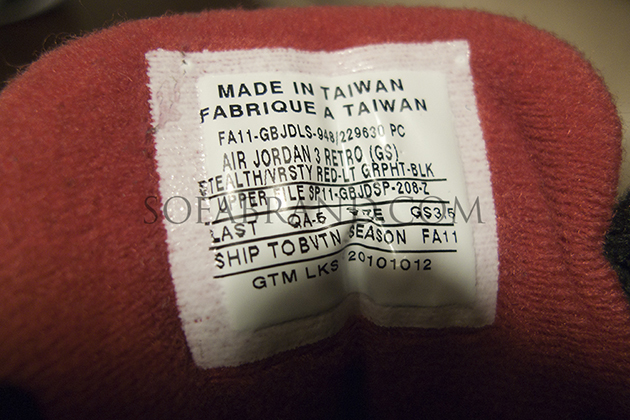 MADE IN TAIWAN
FABRIQUE A TAIWAN
FA11-GBJDLS-948/229630 PC
AIR JORDAN 3 RETRO (GS)
STEALTH/VRSTY RED-LT GRPHT-BLK
UPPER FILE SP11-GBJDSP-208-Z
SOFABRAND.COM
LAST QA-5 GS3.5
SHIP TO BVTN SEASON FA11
GTM LKS 20101012